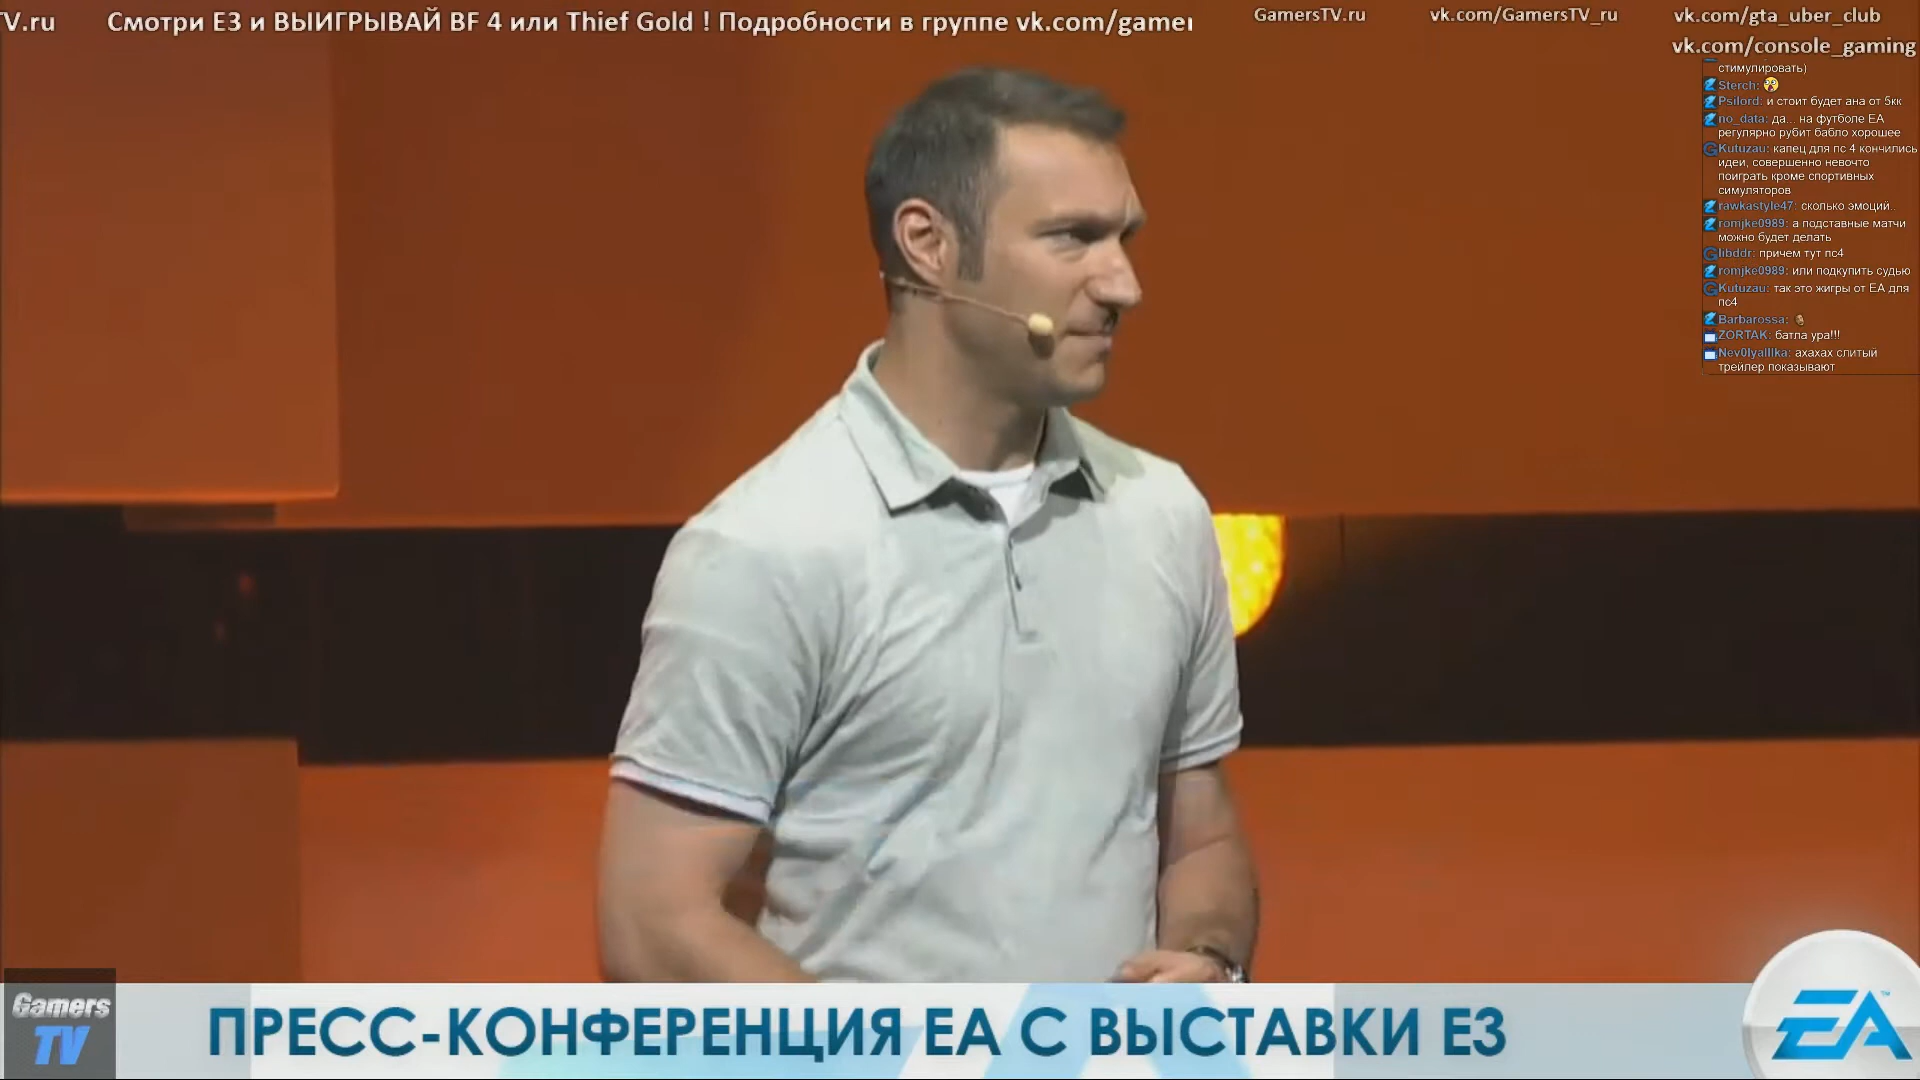 V.ru Смотри E3 и ВЫИГРЫВАЙ BF 4 или Thief Gold ! Подробности в группе vk.com/gamer
GamersTV.ru
vk.com/GamersTV_ru
vk.com/gta_uber_club
vk.com/console_gaming
стимулировать)
Sterch:
Psilord: и стоит будет ана от 5кк
no_data: да... на футболе EA
регулярно рубит бабло хорошее
Kutuzau: капец для пс 4 кончились
идеи, совершенно невочто
поиграть кроме спортивных
симуляторов
rawkastyle47: сколько эмоций..
romjke0989: а подставные матчи
можно будет делать
libddr: причем тут пс4
romjke0989: или подкупить судью
Kutuzau: так это жигры от EA для
пс4
Barbarossa:
ZORTAK: батла ура!!!
ахахах слитый
трейлер показывают
Gamers
TV
ПРЕСС-КОНФЕРЕНЦИЯ EA С ВЫСТАВКИ E3
EA™